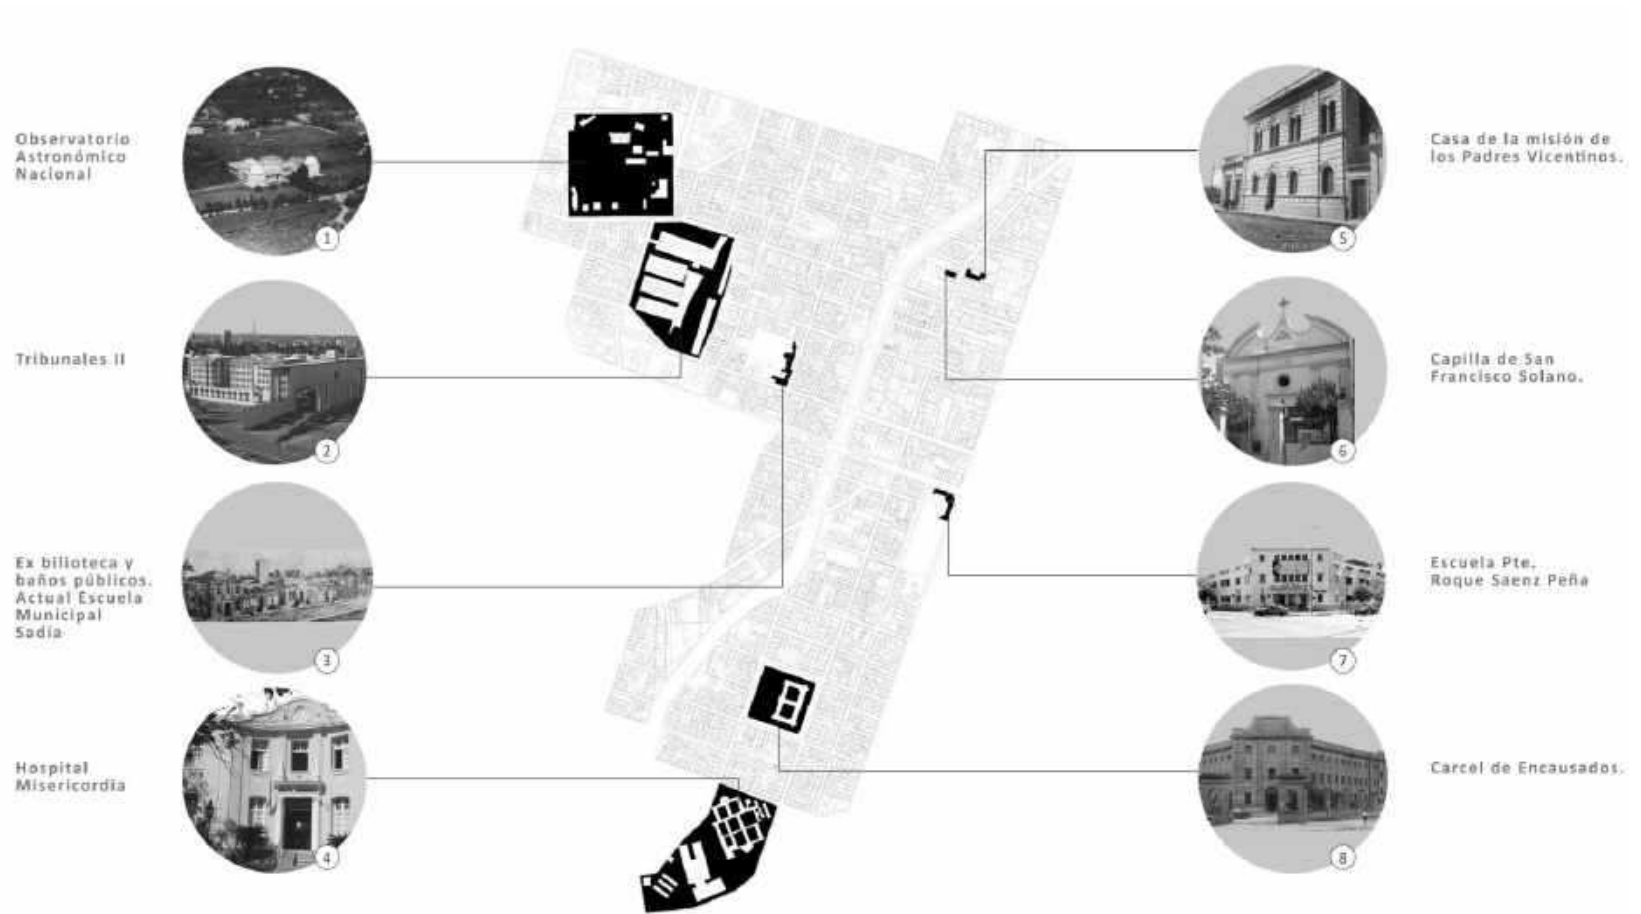 Observatorio
Astronómico
Nacional
1
Tribunales II
2
Ex bilioteca y
baños públicos.
Actual Escuela
Municipal
Sadia
3
Hospital
Misericordia
4
Casa de la misión de
los Padres Vicentinos.
5
Capilla de San
Francisco Solano.
6
Escuela Pte.
Roque Saenz Peña
7
Carcel de Encausados.
8